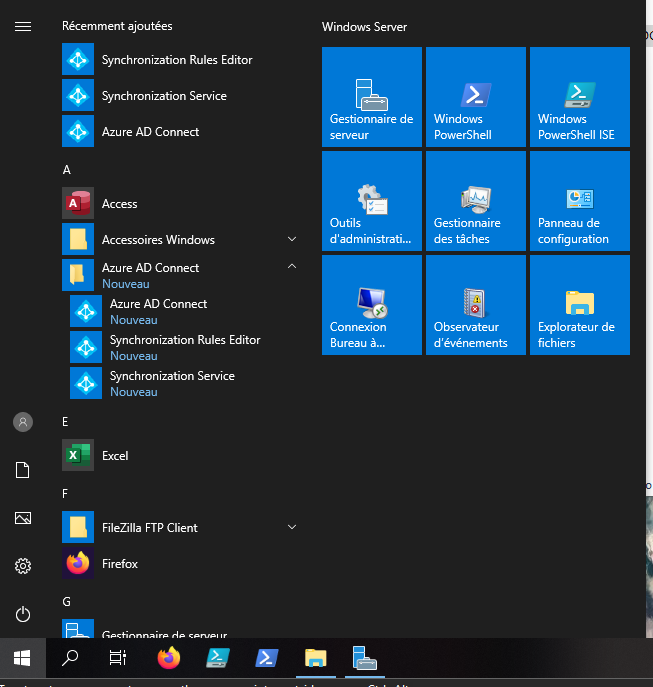 Récemment ajoutées
Synchronization Rules Editor
Synchronization Service
Azure AD Connect
A
Access
Accessoires Windows
Azure AD Connect
Nouveau
Azure AD Connect
Nouveau
Synchronization Rules Editor
Nouveau
Synchronization Service
Nouveau
E
Excel
F
FileZilla FTP Client
Firefox
G
Gestionnaire de serveur
Windows Server
Gestionnaire de
serveur
Windows
PowerShell
Windows
PowerShell ISE
Outils
d'administrati...
Gestionnaire
des tâches
Panneau de
configuration
Connexion
Bureau à...
Observateur
d'événements
Explorateur de
fichiers